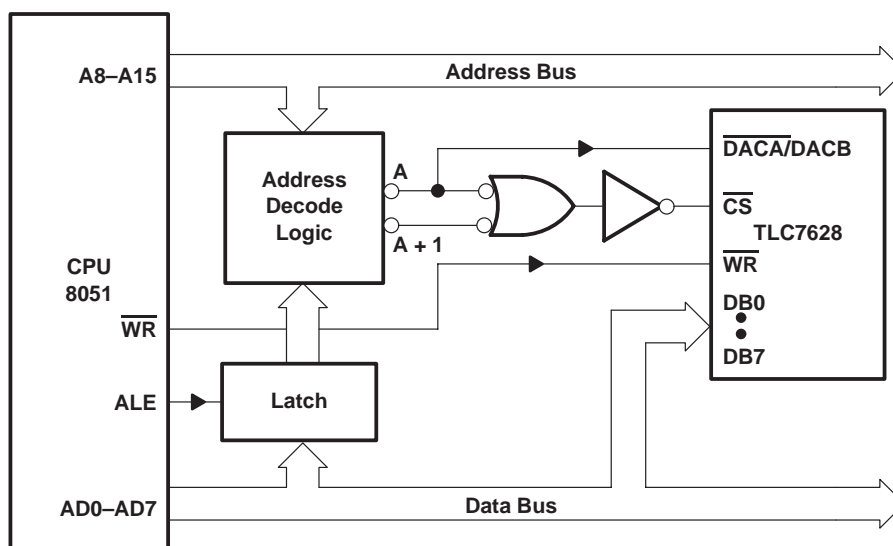 A8–A15
Address Bus
Address
Decode
Logic
A
A + 1
DACA/DACB
CS
TLC7628
WR
DB0
DB7
CPU
8051
WR
ALE
Latch
AD0–AD7
Data Bus